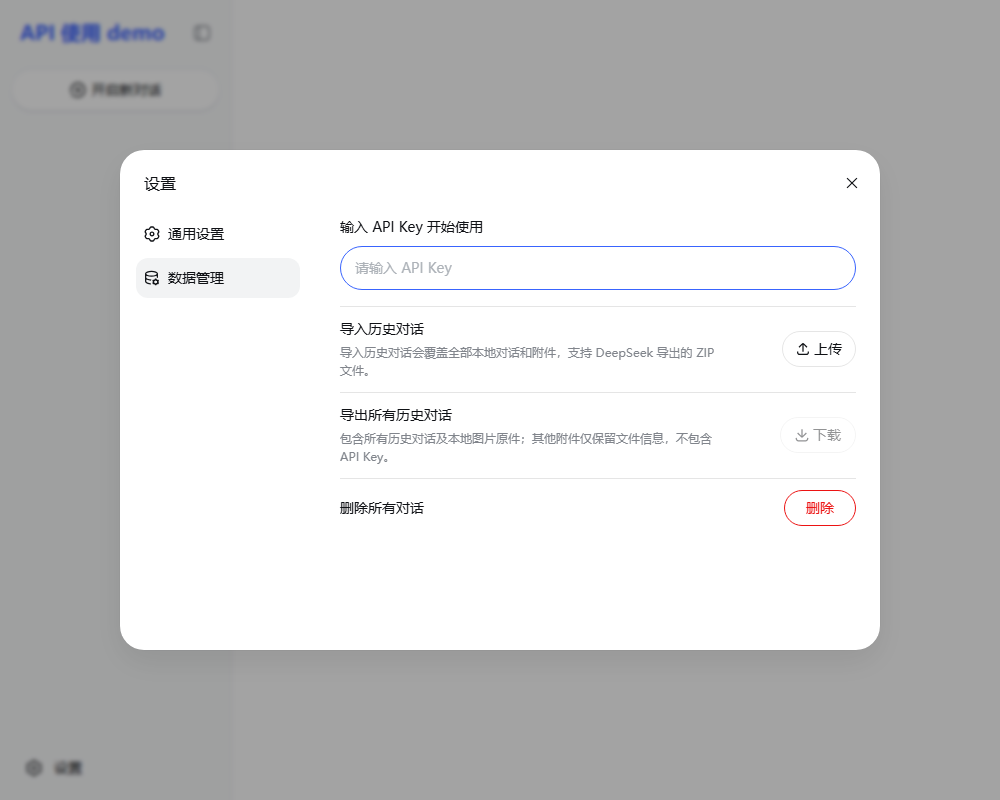 API 使用 demo
开启新对话
设置
通用设置
数据管理
输入 API Key 开始使用
请输入 API Key
导入历史对话
导入历史对话会覆盖全部本地对话和附件，支持 DeepSeek 导出的 ZIP
文件。
上传
导出所有历史对话
包含所有历史对话及本地图片原件；其他附件仅保留文件信息，不包含
API Key。
下载
删除所有对话
删除
设置